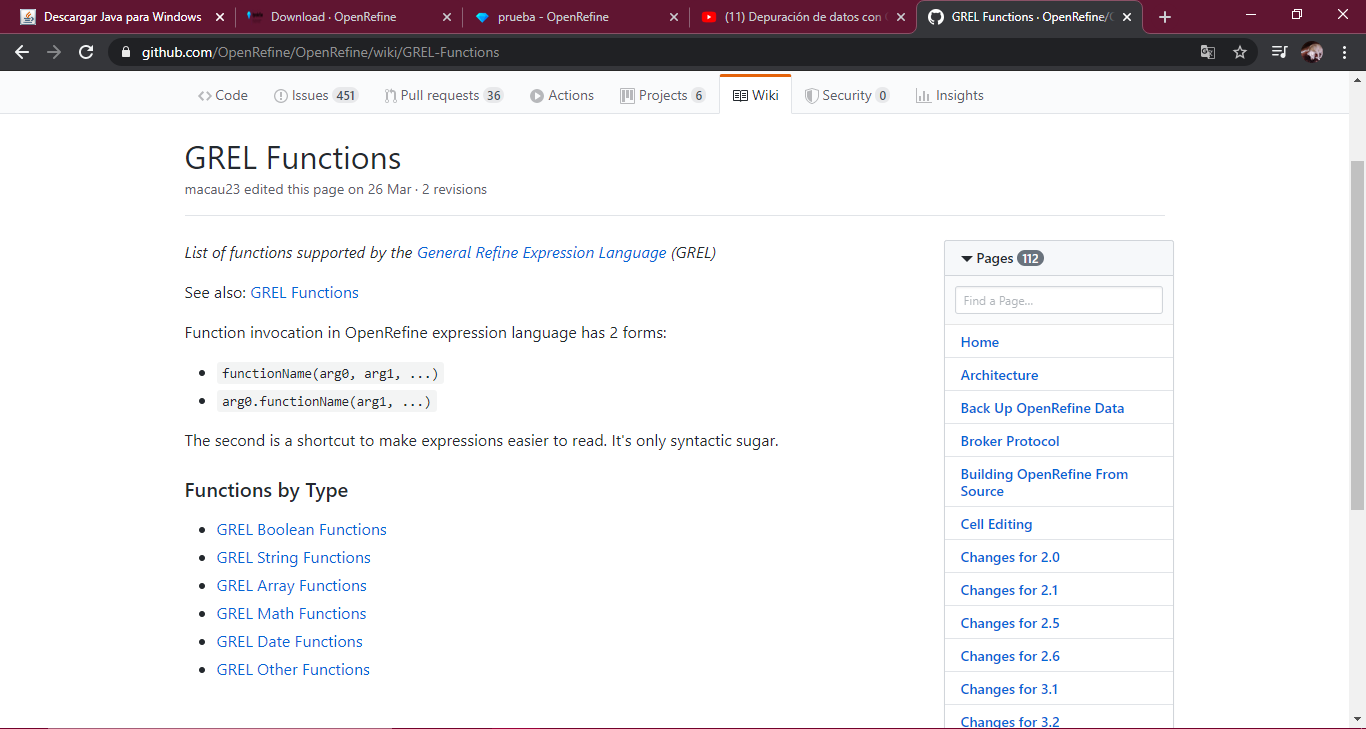 Descargar Java para Windows
Download · OpenRefine
prueba - OpenRefine
(11) Depuración de datos con
GREL Functions · OpenRefine/
github.com/OpenRefine/OpenRefine/wiki/GREL-Functions
Code
Issues 451
Pull requests 36
Actions
Projects 6
Wiki
Security 0
Insights
GREL Functions
macau23 edited this page on 26 Mar · 2 revisions
List of functions supported by the General Refine Expression Language (GREL)
See also: GREL Functions
Function invocation in OpenRefine expression language has 2 forms:
functionName(arg0, arg1, ...)
arg0.functionName(arg1, ...)
The second is a shortcut to make expressions easier to read. It's only syntactic sugar.
Functions by Type
GREL Boolean Functions
GREL String Functions
GREL Array Functions
GREL Math Functions
GREL Date Functions
GREL Other Functions
Pages 112
Find a Page...
Home
Architecture
Back Up OpenRefine Data
Broker Protocol
Building OpenRefine From
Source
Cell Editing
Changes for 2.0
Changes for 2.1
Changes for 2.5
Changes for 2.6
Changes for 3.1
Changes for 3.2